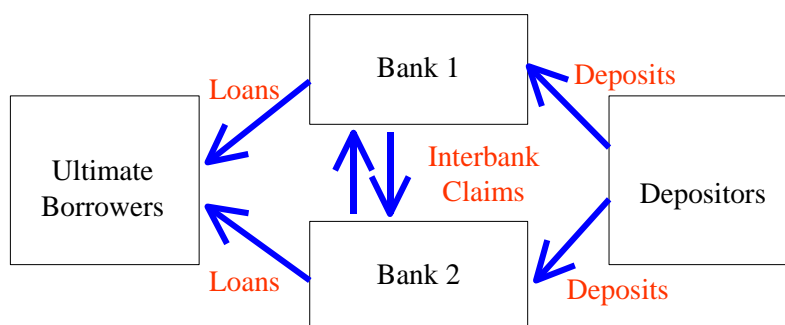 Bank 1
Deposits
Loans
Interbank
Claims
Ultimate
Borrowers
Depositors
Loans
Bank 2
Deposits